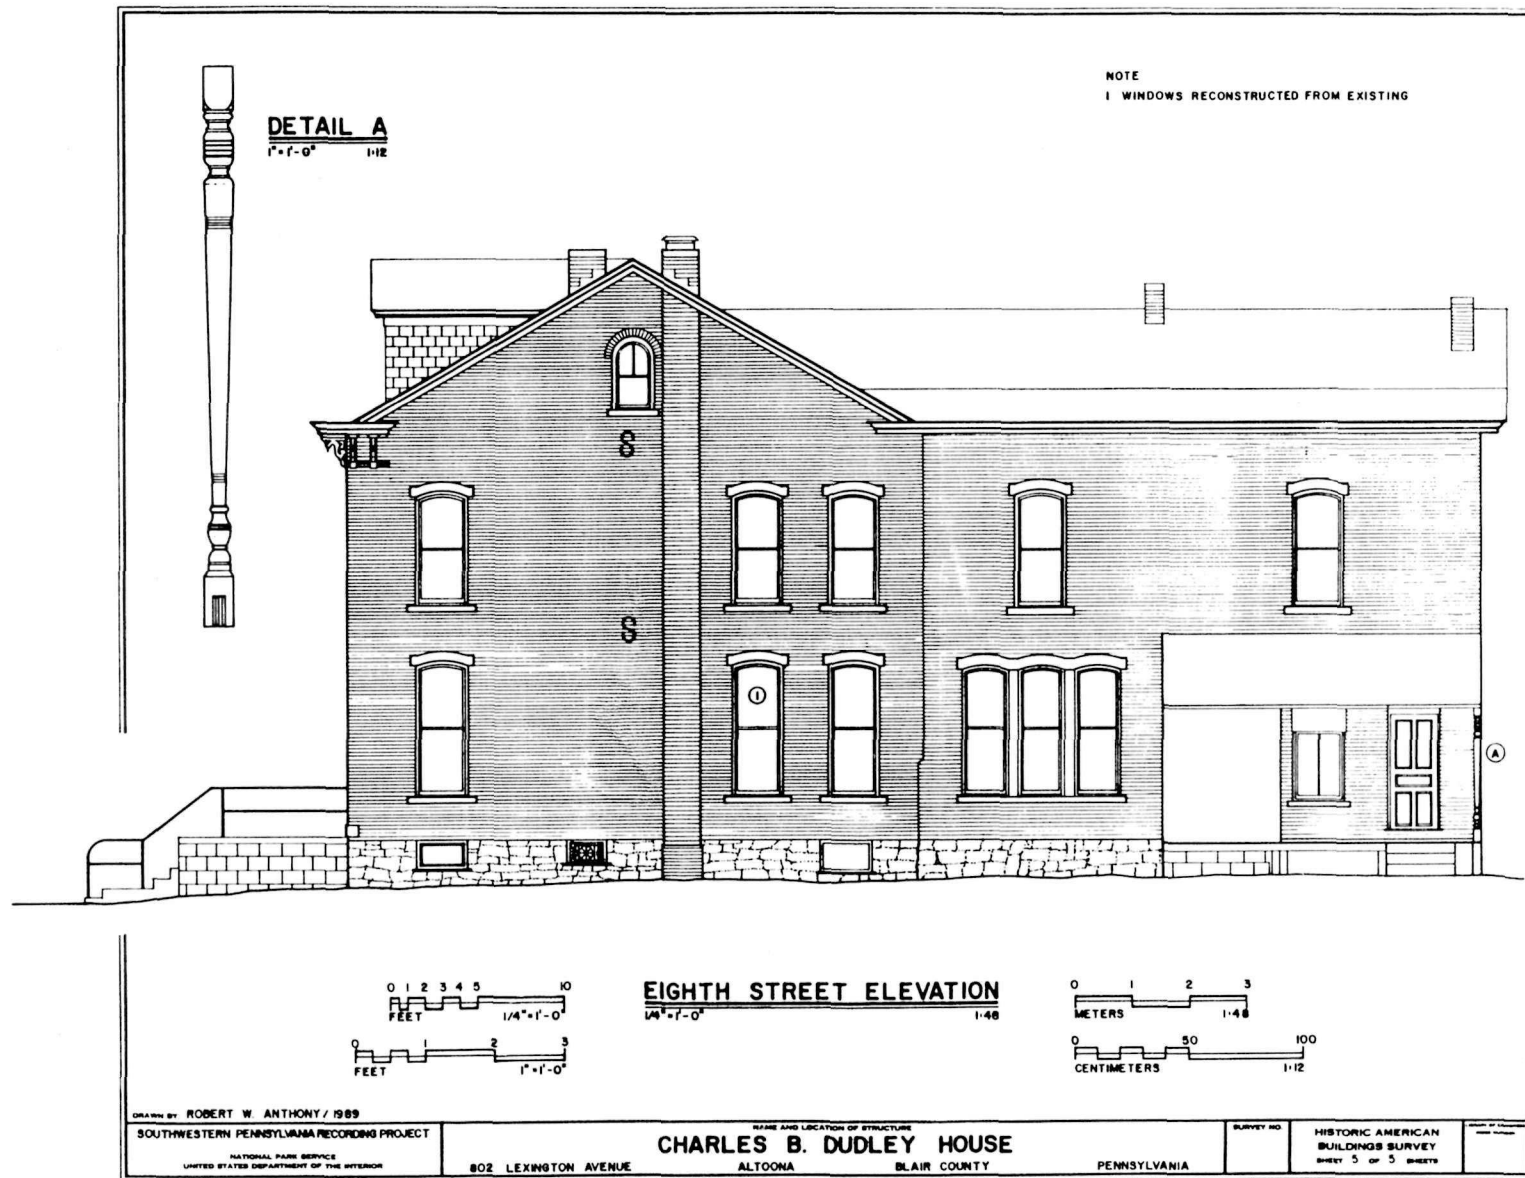 NOTE
1 WINDOWS RECONSTRUCTED FROM EXISTING
DETAIL A
1"=1'-0" 1:12
S
S
1
A
0 1 2 3 4 5 10
FEET 1/4"=1'-0"
EIGHTH STREET ELEVATION
1/4"=1'-0" 1:48
0 1 2 3
METERS 1:48
0 1 2 3
FEET 1"=1'-0"
0 50 100
CENTIMETERS 1:12
DRAWN BY ROBERT W. ANTHONY / 1989
SOUTHWESTERN PENNSYLVANIA RECORDING PROJECT
NATIONAL PARK SERVICE
UNITED STATES DEPARTMENT OF THE INTERIOR
NAME AND LOCATION OF STRUCTURE
CHARLES B. DUDLEY HOUSE
802 LEXINGTON AVENUE ALTOONA BLAIR COUNTY PENNSYLVANIA
SURVEY NO.
HISTORIC AMERICAN
BUILDINGS SURVEY
SHEET 5 OF 5 SHEETS